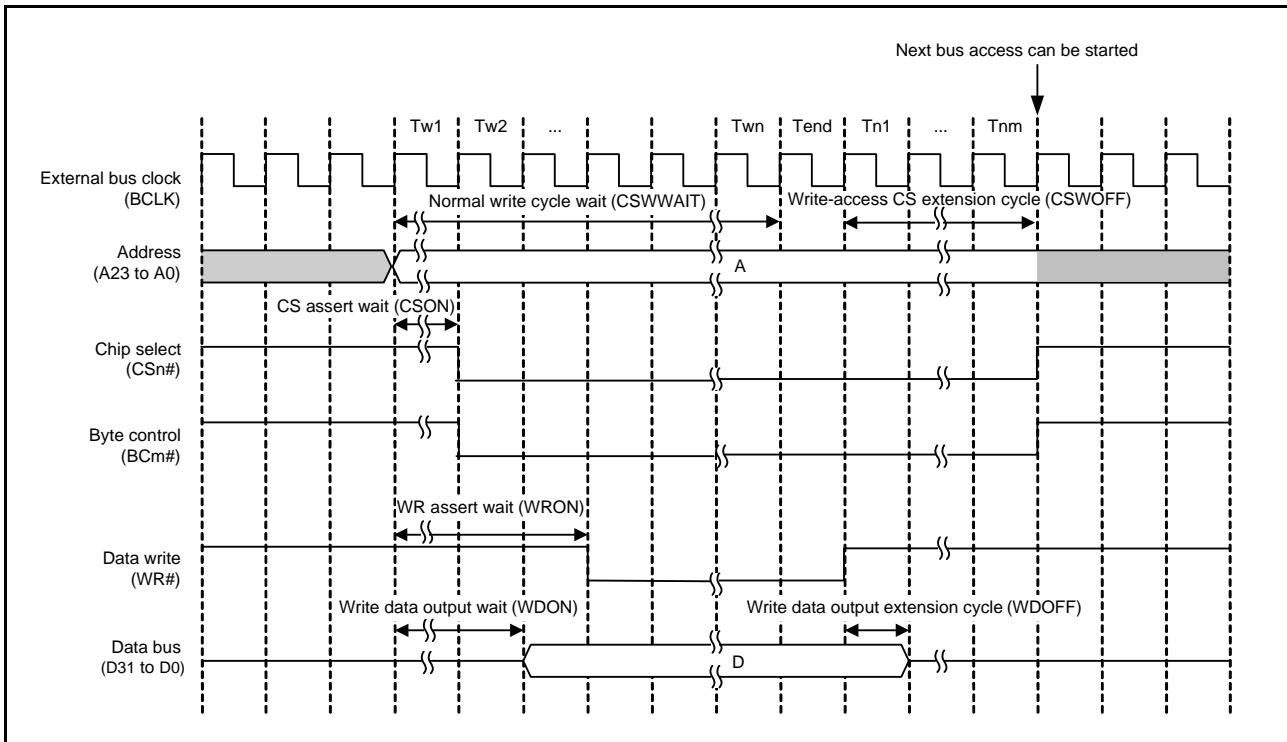 Next bus access can be started
Tw1 Tw2 ... Twn Tend Tn1 ... Tnm
External bus clock
(BCLK)
Normal write cycle wait (CSWWAIT)
Write-access CS extension cycle (CSWOFF)
Address
(A23 to A0)
A
CS assert wait (CSON)
Chip select
(CSn#)
Byte control
(BCm#)
WR assert wait (WRON)
Data write
(WR#)
Write data output wait (WDON)
Write data output extension cycle (WDOFF)
Data bus
(D31 to D0)
D